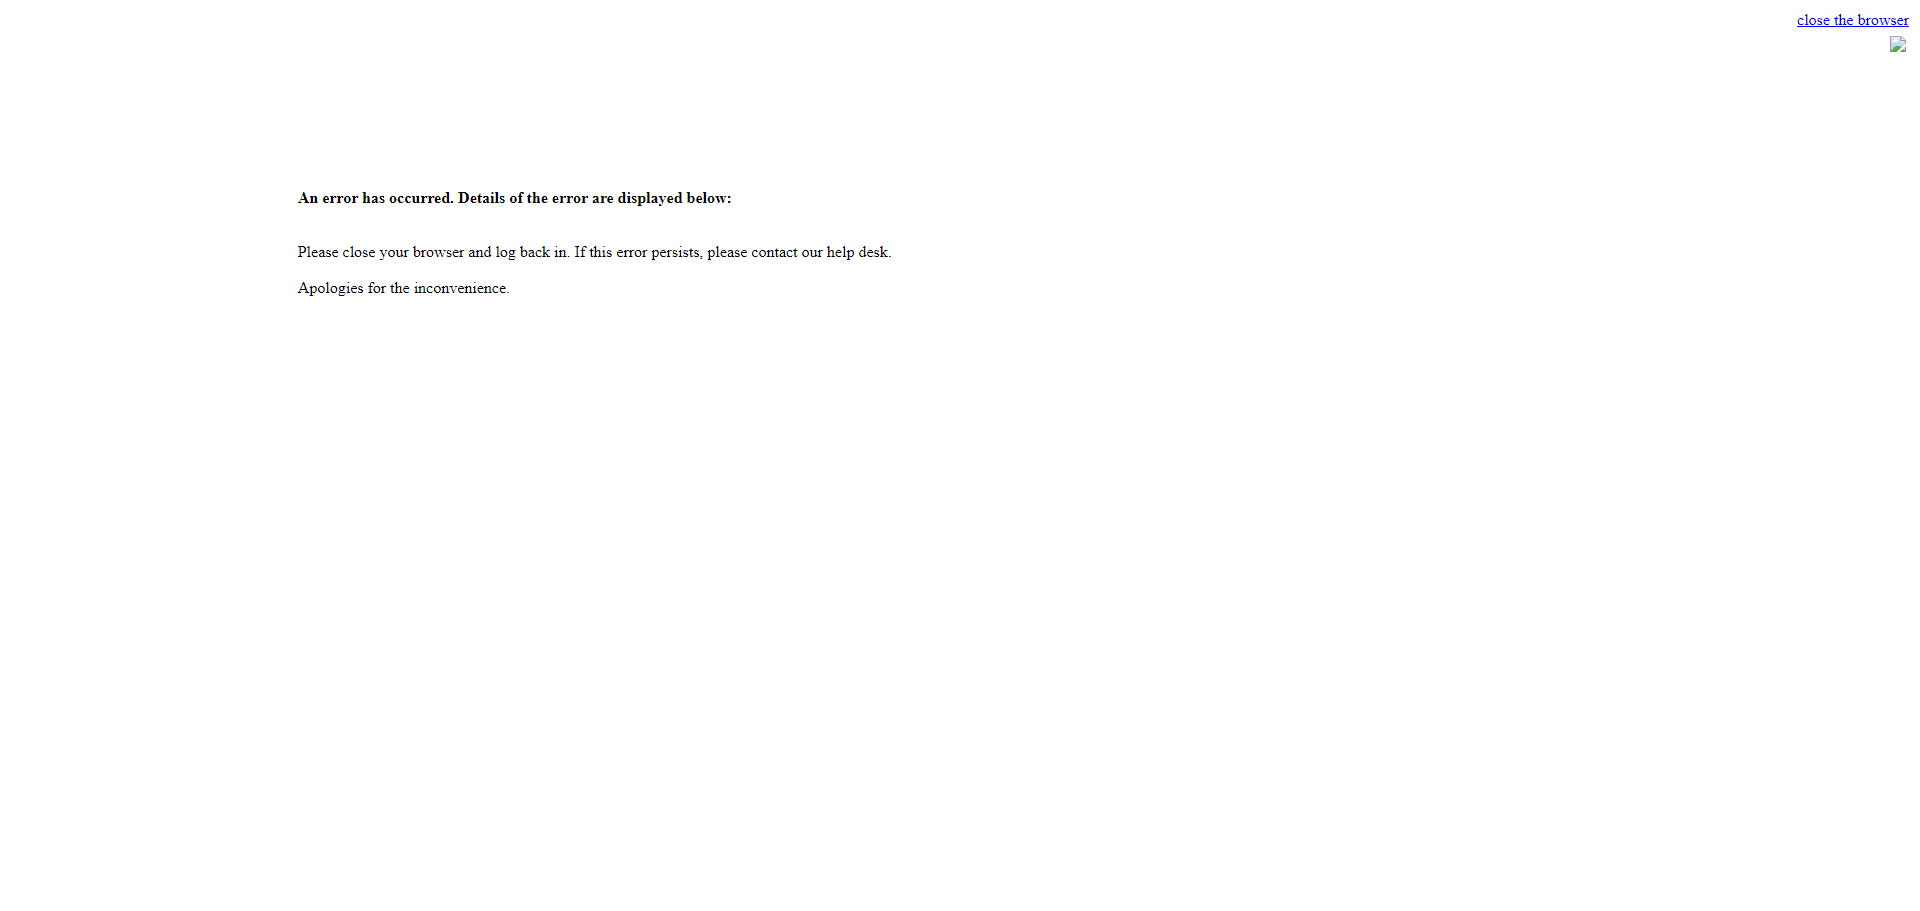 close the browser
An error has occurred. Details of the error are displayed below:
Please close your browser and log back in. If this error persists, please contact our help desk.
Apologies for the inconvenience.